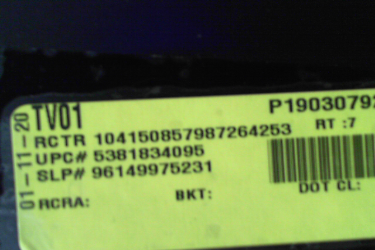 01-11-20
TV01 P1903079
RCTR 104150857987264253 RT :7
UPC# 5381834095
SLP# 96149975231
RCRA: BKT: DOT CL: